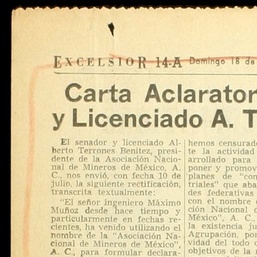 EXCELSIOR 14-A Domingo 18 de
Carta Aclarator
y Licenciado A. T
El senador y licenciado Al-
berto Terrones Benítez, presi-
dente de la Asociación Nacio-
nal de Mineros de México, A.
C., nos envió, con fecha 10 de
julio, la siguiente rectificación,
transcrita textualmente:
"El señor ingeniero Máximo
Muñoz desde hace tiempo y
particularmente en fechas re-
cientes, ha venido utilizando el
nombre de la "Asociación Na-
cional de Mineros de México",
A. C., para formular declara-
hemos censurado
te la actividad
arrollado para
poner y promov
planes de "con
triales" que abar
des federativas
con el nombre
ción Nacional d
México", A. C.,
la existencia ju
Agrupación, por
vidad del todo c
objetivos de la